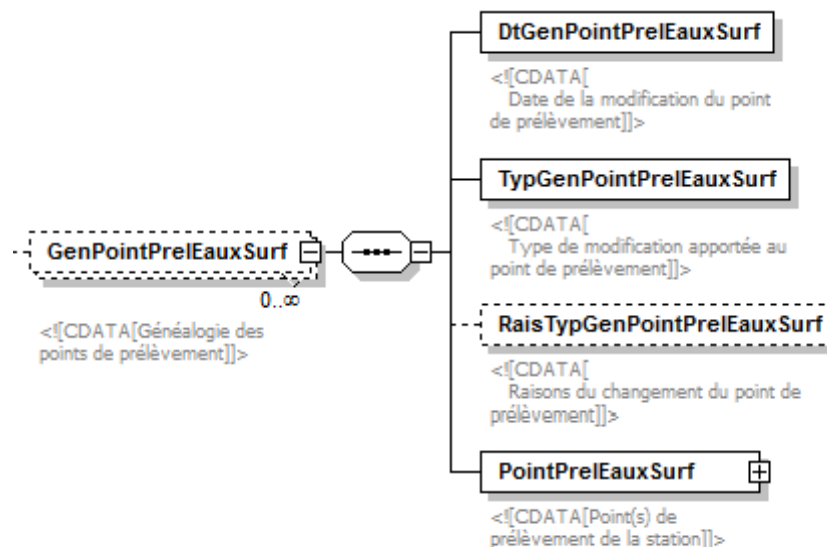 DtGenPointPrelEauxSurf
<![CDATA[
Date de la modification du point
de prélèvement]]>
TypGenPointPrelEauxSurf
<![CDATA[
Type de modification apportée au
point de prélèvement]]>
GenPointPrelEauxSurf
0..∞
<![CDATA[Généalogie des
points de prélèvement]]>
RaisTypGenPointPrelEauxSurf
<![CDATA[
Raisons du changement du point de
prélèvement]]>
PointPrelEauxSurf
<![CDATA[Point(s) de
prélèvement de la station]]>